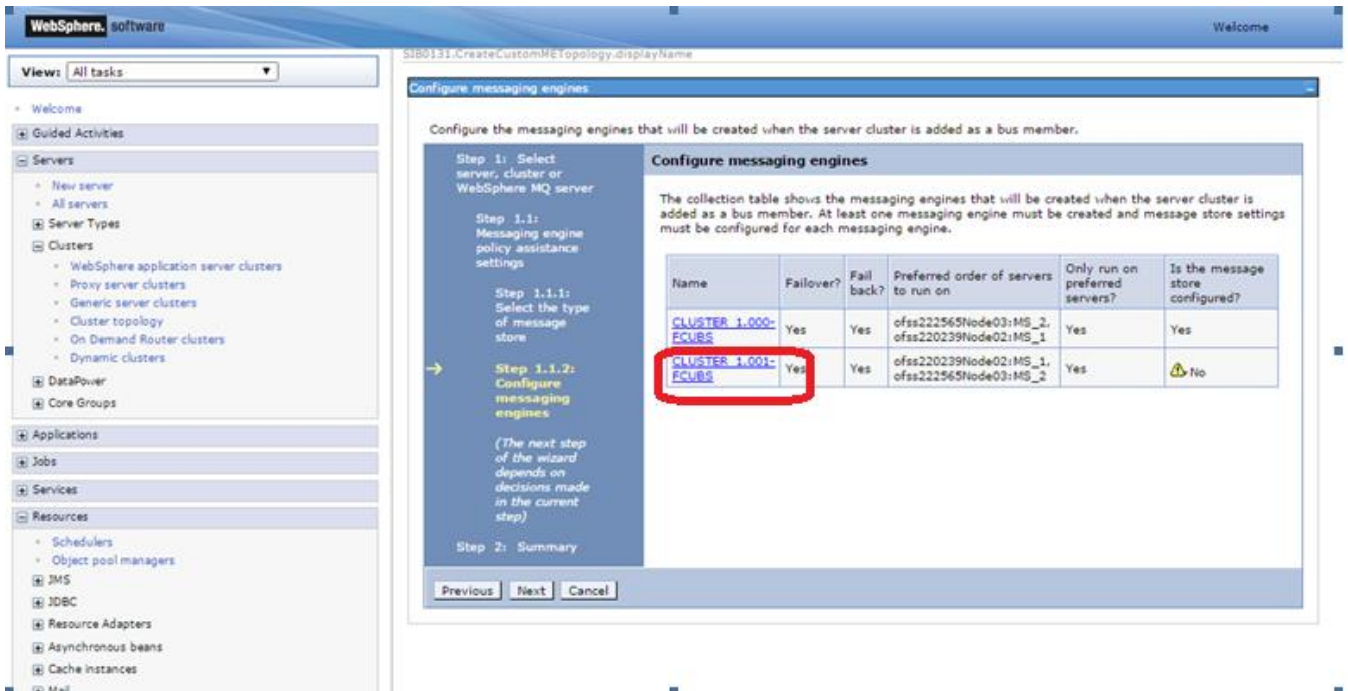 WebSphere. software
Welcome
View: All tasks
Welcome
Guided Activities
Servers
New server
All servers
Server Types
Clusters
WebSphere application server clusters
Proxy server clusters
Generic server clusters
Cluster topology
On Demand Router clusters
Dynamic clusters
DataPower
Core Groups
Applications
Jobs
Services
Resources
Schedulers
Object pool managers
JMS
JDBC
Resource Adapters
Asynchronous beans
Cache instances
Mail
SIB0131.CreateCustomMETopology.displayName
Configure messaging engines
Configure the messaging engines that will be created when the server cluster is added as a bus member.
Step 1: Select
server, cluster or
WebSphere MQ server
Step 1.1:
Messaging engine
policy assistance
settings
Step 1.1.1:
Select the type
of message
store
Step 1.1.2:
Configure
messaging
engines
(The next step
of the wizard
depends on
decisions made
in the current
step)
Step 2: Summary
Configure messaging engines
The collection table shows the messaging engines that will be created when the server cluster is
added as a bus member. At least one messaging engine must be created and message store settings
must be configured for each messaging engine.
Name Failover? Fail back? Preferred order of servers to run on Only run on preferred servers? Is the message store configured?
CLUSTER_1.000-FCUBS Yes Yes ofss222565Node03:MS_2, ofss220239Node02:MS_1 Yes Yes
CLUSTER_1.001-FCUBS Yes Yes ofss220239Node02:MS_1, ofss222565Node03:MS_2 Yes No
Previous Next Cancel